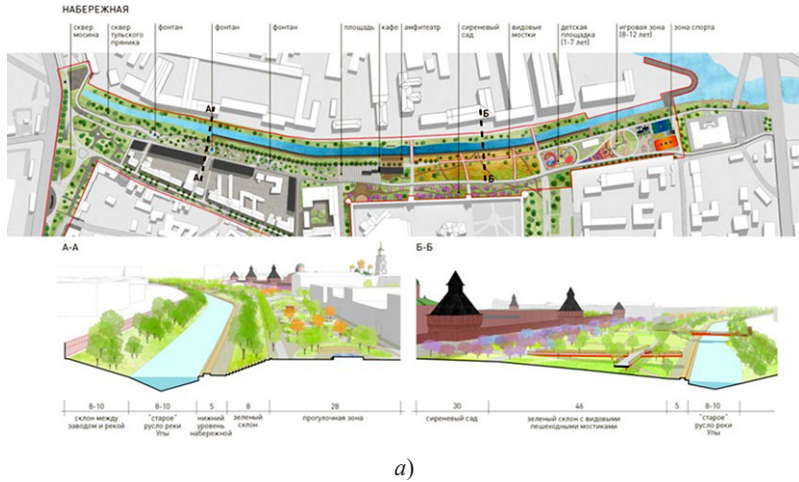 НАБЕРЕЖНАЯ
сквер
мосина
сквер
тульского
пряника
фонтан
фонтан
фонтан
площадь
кафе
амфитеатр
сиреневый
сад
видовые
мостки
детская
площадка
(1-7 лет)
игровая зона
(8-12 лет)
зона спорта
А
А
Б
Б
А-А
Б-Б
8-10
8-10
5
8
28
склон между
заводом и рекой
"старое"
русло реки
Упы
нижний
уровень
набережной
зеленый
склон
прогулочная зона
30
46
5
8-10
сиреневый сад
зеленый склон с видовыми
пешеходными мостиками
"старое"
русло реки
Упы
а)